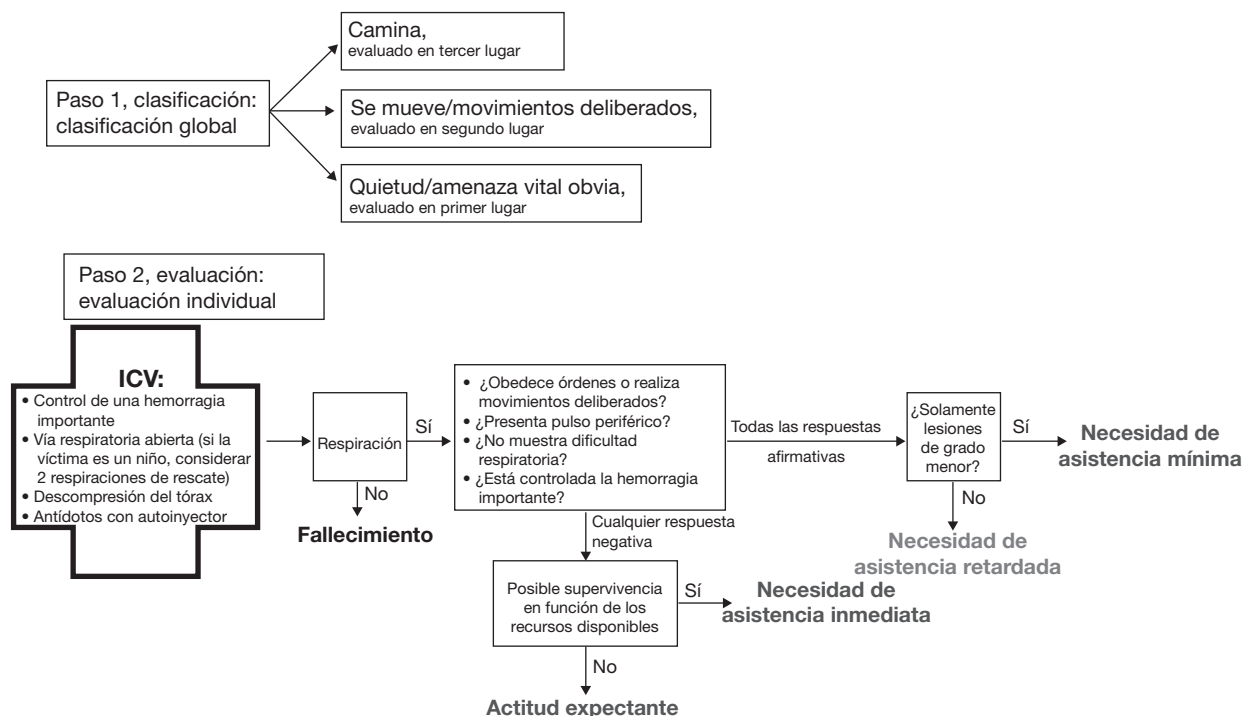 Camina,
evaluado en tercer lugar
Paso 1, clasificación:
clasificación global
Se mueve/movimientos deliberados,
evaluado en segundo lugar
Quietud/amenaza vital obvia,
evaluado en primer lugar
Paso 2, evaluación:
evaluación individual
ICV:
• Control de una hemorragia
importante
• Vía respiratoria abierta (si la
víctima es un niño, considerar
2 respiraciones de rescate)
• Descompresión del tórax
• Antídotos con autoinyector
Respiración
Sí
No
Fallecimiento
• ¿Obedece órdenes o realiza
movimientos deliberados?
• ¿Presenta pulso periférico?
• ¿No muestra dificultad
respiratoria?
• ¿Está controlada la hemorragia
importante?
Todas las respuestas
afirmativas
¿Solamente
lesiones
de grado
menor?
Sí
Necesidad de
asistencia mínima
No
Necesidad de
asistencia retardada
Cualquier respuesta
negativa
Posible supervivencia
en función de los
recursos disponibles
Sí
Necesidad de
asistencia inmediata
No
Actitud expectante